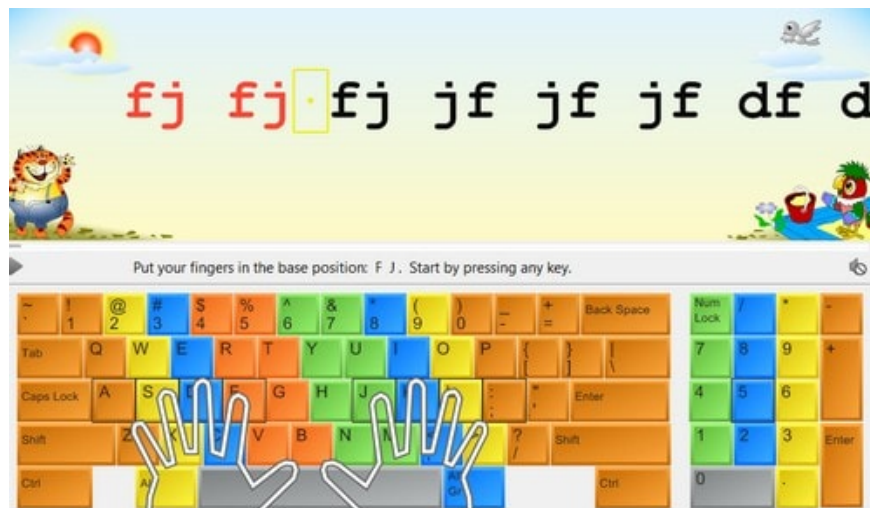 fj fj · fj jf jf jf df d
Put your fingers in the base position: F J . Start by pressing any key.
~ ! @ # $ % ^ & * ( ) _ + Back Space Num Lock / * -
` 1 2 3 4 5 6 7 8 9 0 - =
Tab Q W E R T Y U I O P { } | 7 8 9 +
[ ] \
Caps Lock A S D F G H J K L : " Enter 4 5 6
; '
Shift Z X C V B N M ? Shift 1 2 3 Enter
/
Ctrl Alt Gr Ctrl 0 .